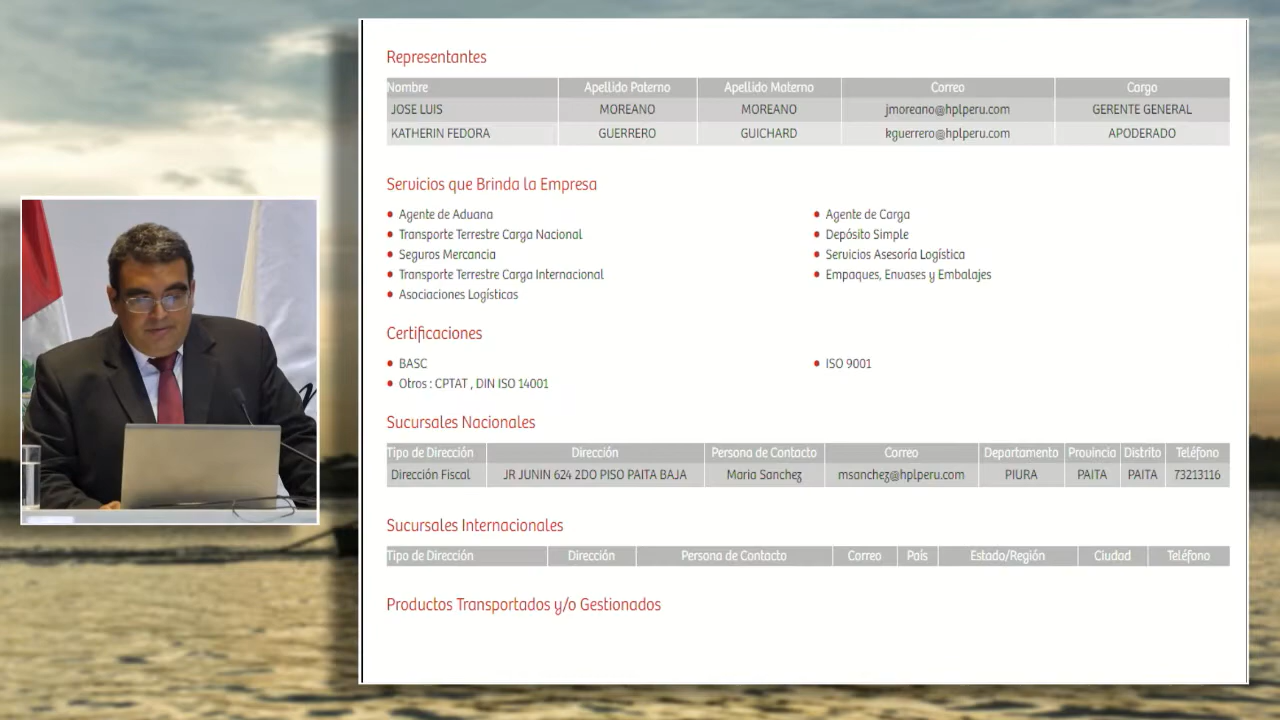 Representantes
Nombre Apellido Paterno Apellido Materno Correo Cargo
JOSE LUIS MOREANO MOREANO jmoreano@hplperu.com GERENTE GENERAL
KATHERIN FEDORA GUERRERO GUICHARD kguerrero@hplperu.com APODERADO
Servicios que Brinda la Empresa
Agente de Aduana Agente de Carga
Transporte Terrestre Carga Nacional Depósito Simple
Seguros Mercancia Servicios Asesoría Logística
Transporte Terrestre Carga Internacional Empaques, Envases y Embalajes
Asociaciones Logísticas
Certificaciones
BASC ISO 9001
Otros : CPTAT , DIN ISO 14001
Sucursales Nacionales
Tipo de Dirección Dirección Persona de Contacto Correo Departamento Provincia Distrito Teléfono
Dirección Fiscal JR JUNIN 624 2DO PISO PAITA BAJA Maria Sanchez msanchez@hplperu.com PIURA PAITA PAITA 73213116
Sucursales Internacionales
Tipo de Dirección Dirección Persona de Contacto Correo País Estado/Región Ciudad Teléfono
Productos Transportados y/o Gestionados